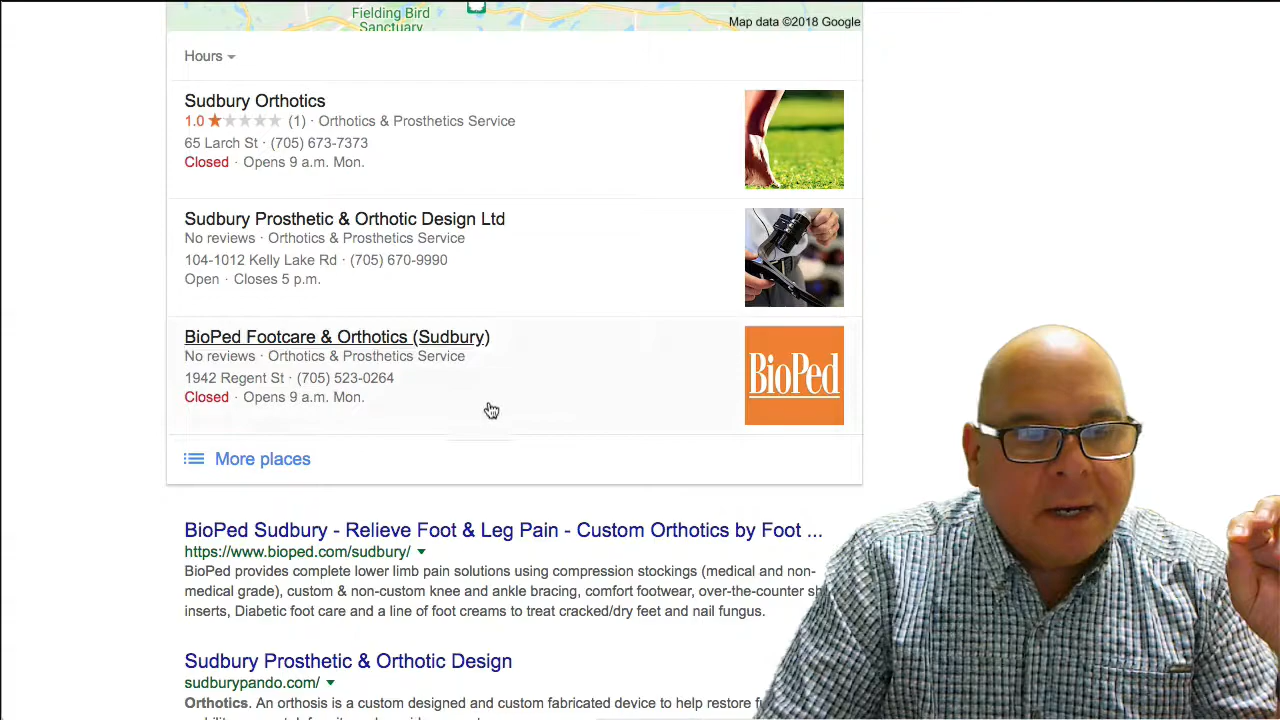 Fielding Bird
Sanctuary
Map data ©2018 Google
Hours
Sudbury Orthotics
1.0 (1) · Orthotics & Prosthetics Service
65 Larch St · (705) 673-7373
Closed · Opens 9 a.m. Mon.
Sudbury Prosthetic & Orthotic Design Ltd
No reviews · Orthotics & Prosthetics Service
104-1012 Kelly Lake Rd · (705) 670-9990
Open · Closes 5 p.m.
BioPed Footcare & Orthotics (Sudbury)
No reviews · Orthotics & Prosthetics Service
1942 Regent St · (705) 523-0264
Closed · Opens 9 a.m. Mon.
BioPed
More places
BioPed Sudbury - Relieve Foot & Leg Pain - Custom Orthotics by Foot ...
https://www.bioped.com/sudbury/
BioPed provides complete lower limb pain solutions using compression stockings (medical and non-
medical grade), custom & non-custom knee and ankle bracing, comfort footwear, over-the-counter
inserts, Diabetic foot care and a line of foot creams to treat cracked/dry feet and nail fungus.
Sudbury Prosthetic & Orthotic Design
sudburypando.com/
Orthotics. An orthosis is a custom designed and custom fabricated device to help restore